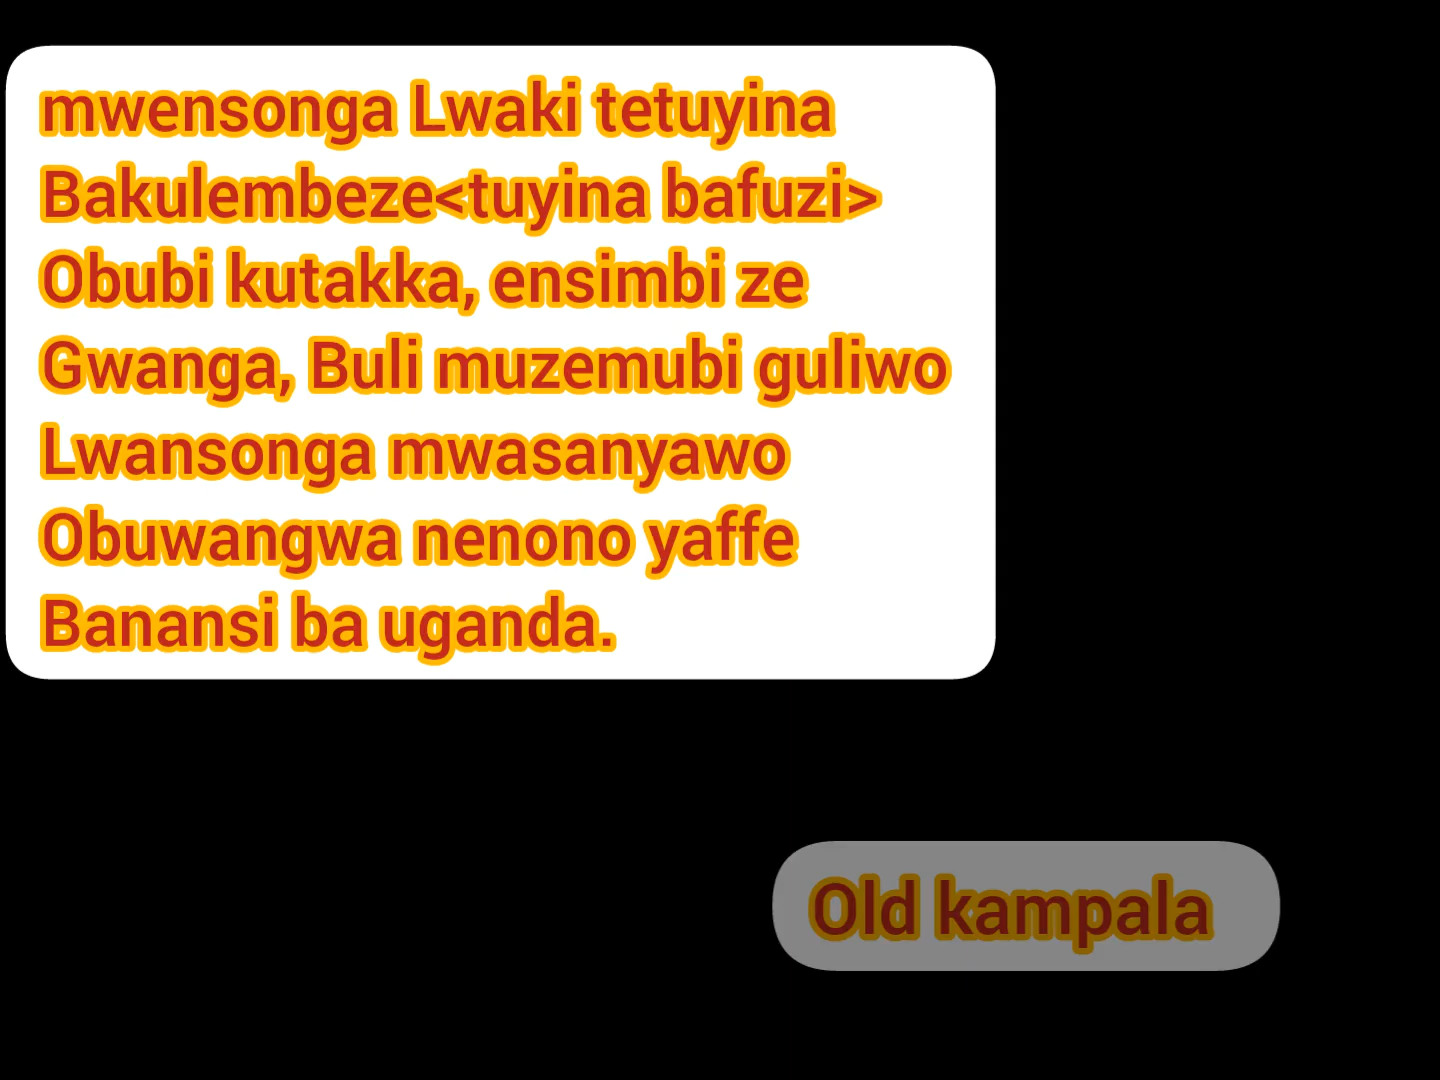 mwensonga Lwaki tetuyina
Bakulembeze<tuyina bafuzi>
Obubi kutakka, ensimbi ze
Gwanga, Buli muzemubi guliwo
Lwansonga mwasanyawo
Obuwangwa nenono yaffe
Banansi ba uganda.
Old kampala